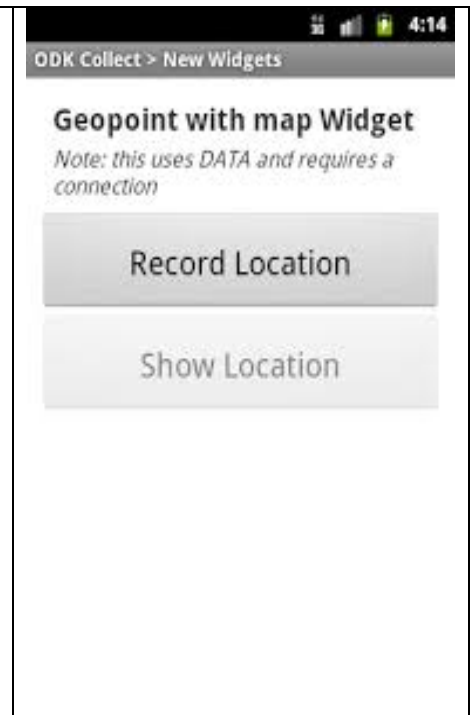 3G 4:14
ODK Collect > New Widgets
Geopoint with map Widget
Note: this uses DATA and requires a
connection
Record Location
Show Location